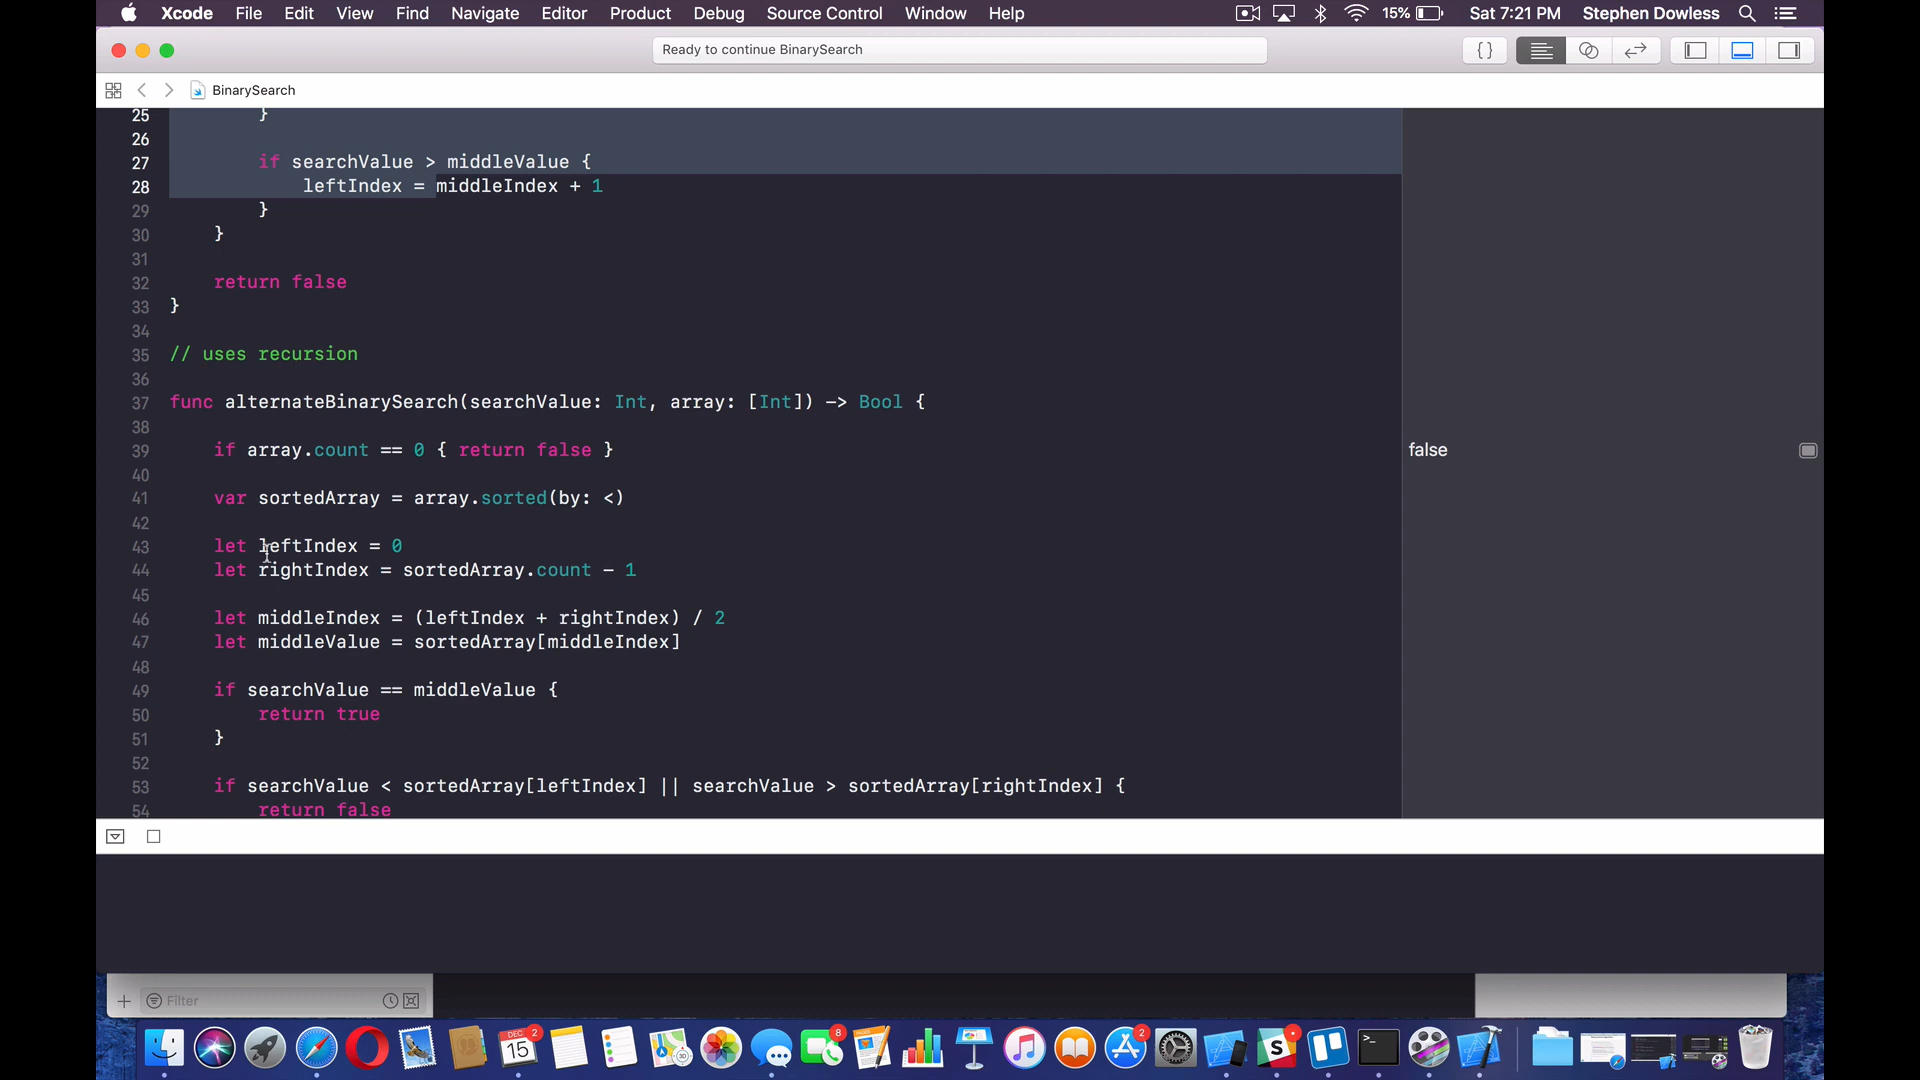 Xcode File Edit View Find Navigate Editor Product Debug Source Control Window Help 15% Sat 7:21 PM Stephen Dowless
Ready to continue BinarySearch { }
BinarySearch
25 }
26
27 if searchValue > middleValue {
28 leftIndex = middleIndex + 1
29 }
30 }
31
32 return false
33 }
34
35 // uses recursion
36
37 func alternateBinarySearch(searchValue: Int, array: [Int]) -> Bool {
38
39 if array.count == 0 { return false } false
40
41 var sortedArray = array.sorted(by: <)
42
43 let leftIndex = 0
44 let rightIndex = sortedArray.count - 1
45
46 let middleIndex = (leftIndex + rightIndex) / 2
47 let middleValue = sortedArray[middleIndex]
48
49 if searchValue == middleValue {
50 return true
51 }
52
53 if searchValue < sortedArray[leftIndex] || searchValue > sortedArray[rightIndex] {
54 return false
Filter
DEC 15 2 8 2 3D >_